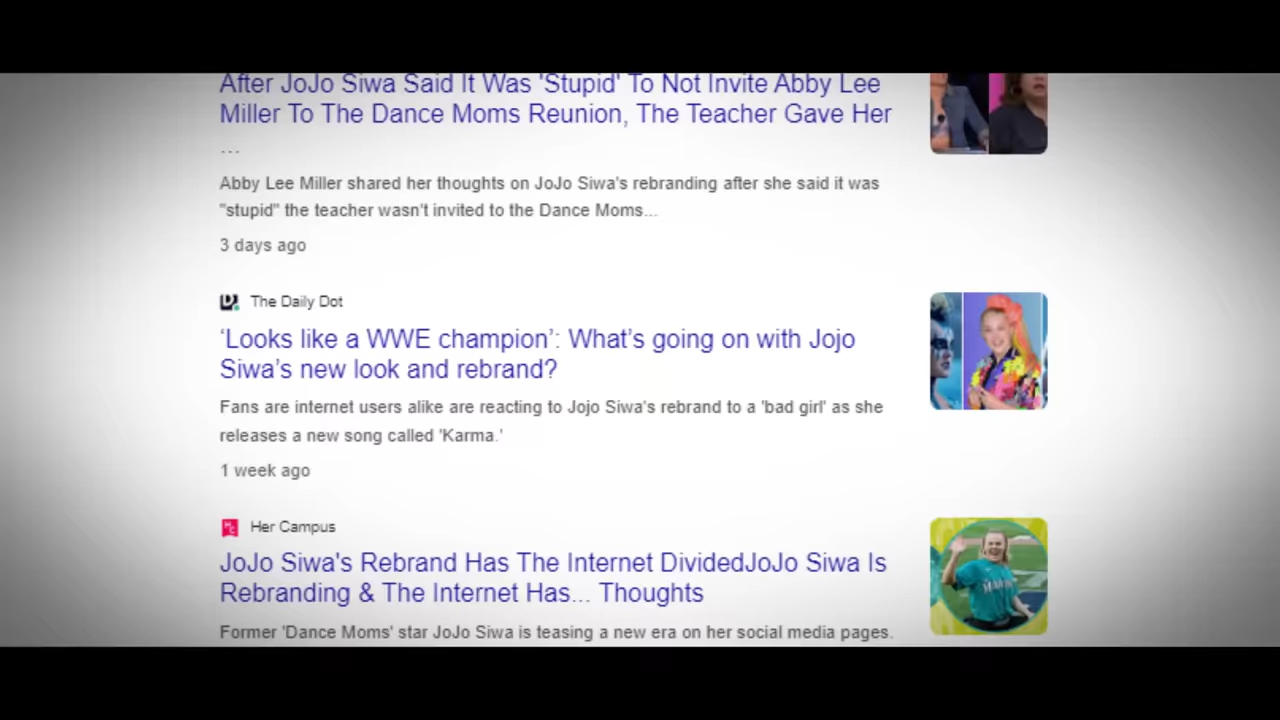 After JoJo Siwa Said It Was 'Stupid' To Not Invite Abby Lee
Miller To The Dance Moms Reunion, The Teacher Gave Her
...
Abby Lee Miller shared her thoughts on JoJo Siwa's rebranding after she said it was
"stupid" the teacher wasn't invited to the Dance Moms...
3 days ago
The Daily Dot
‘Looks like a WWE champion’: What’s going on with Jojo
Siwa’s new look and rebrand?
Fans are internet users alike are reacting to Jojo Siwa's rebrand to a 'bad girl' as she
releases a new song called 'Karma.'
1 week ago
Her Campus
JoJo Siwa's Rebrand Has The Internet DividedJoJo Siwa Is
Rebranding & The Internet Has... Thoughts
Former 'Dance Moms' star JoJo Siwa is teasing a new era on her social media pages.